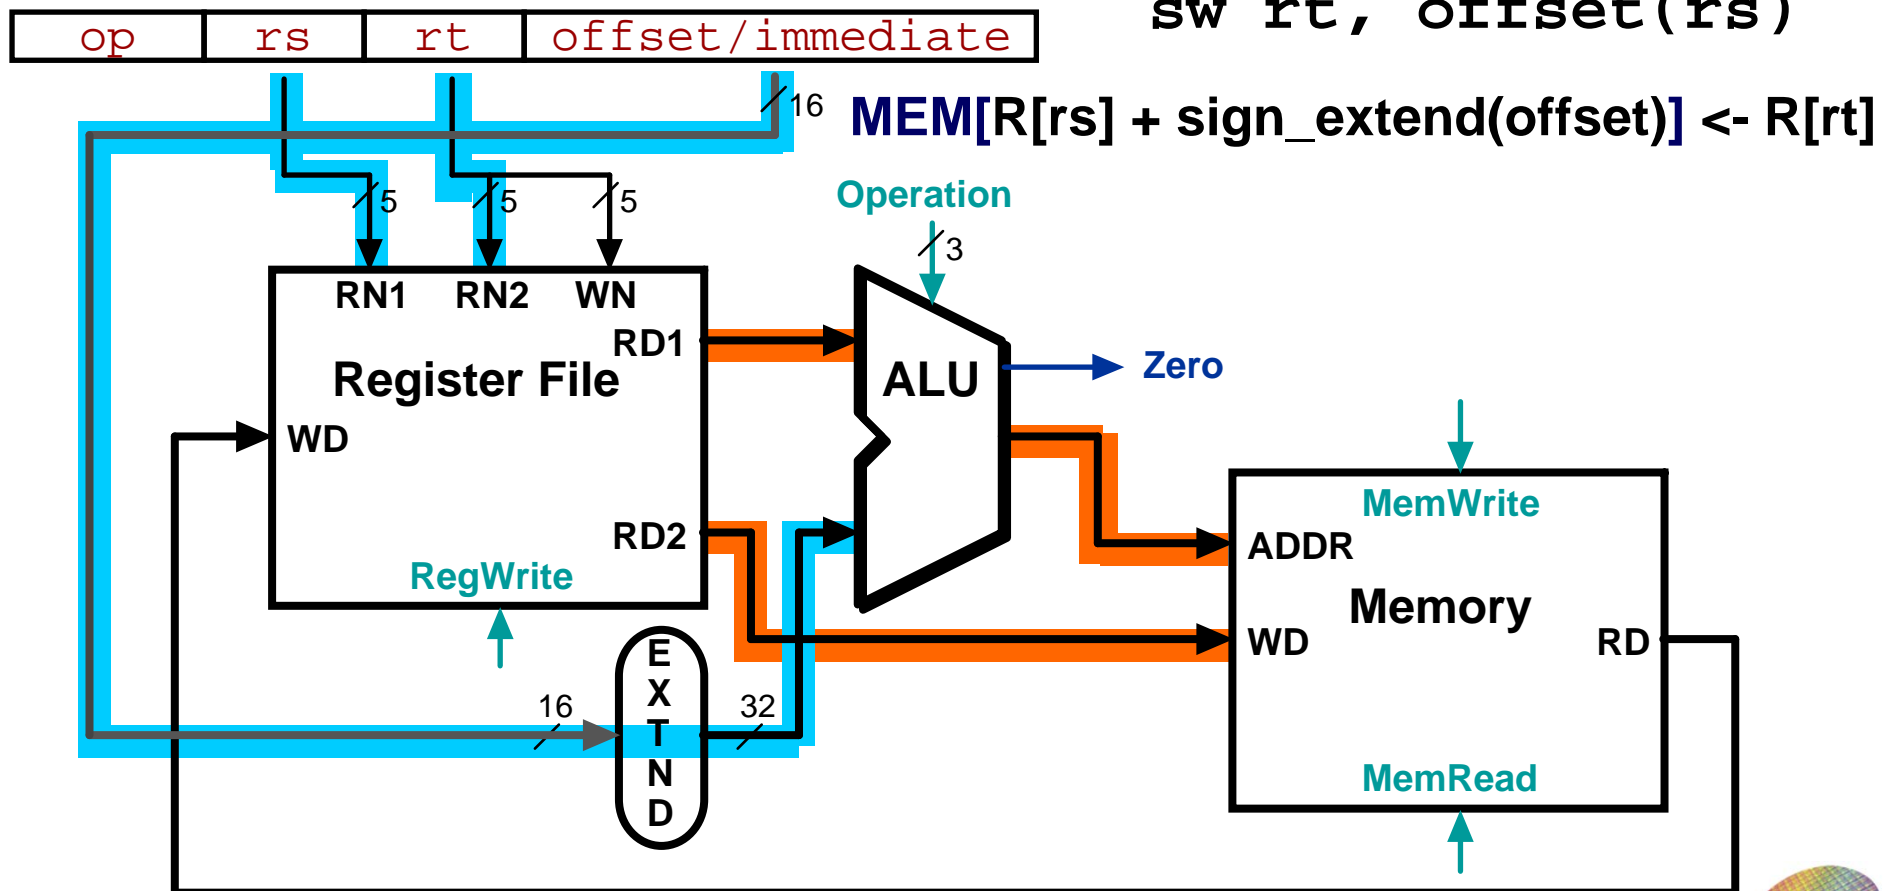 sw rt, offset(rs)
op rs rt offset/immediate
16
MEM[R[rs] + sign_extend(offset)] <- R[rt]
5 5 5
Operation
3
RN1 RN2 WN
RD1
Register File
ALU
Zero
WD
MemWrite
RD2
ADDR
RegWrite
Memory
WD
RD
EXTND
16
32
MemRead